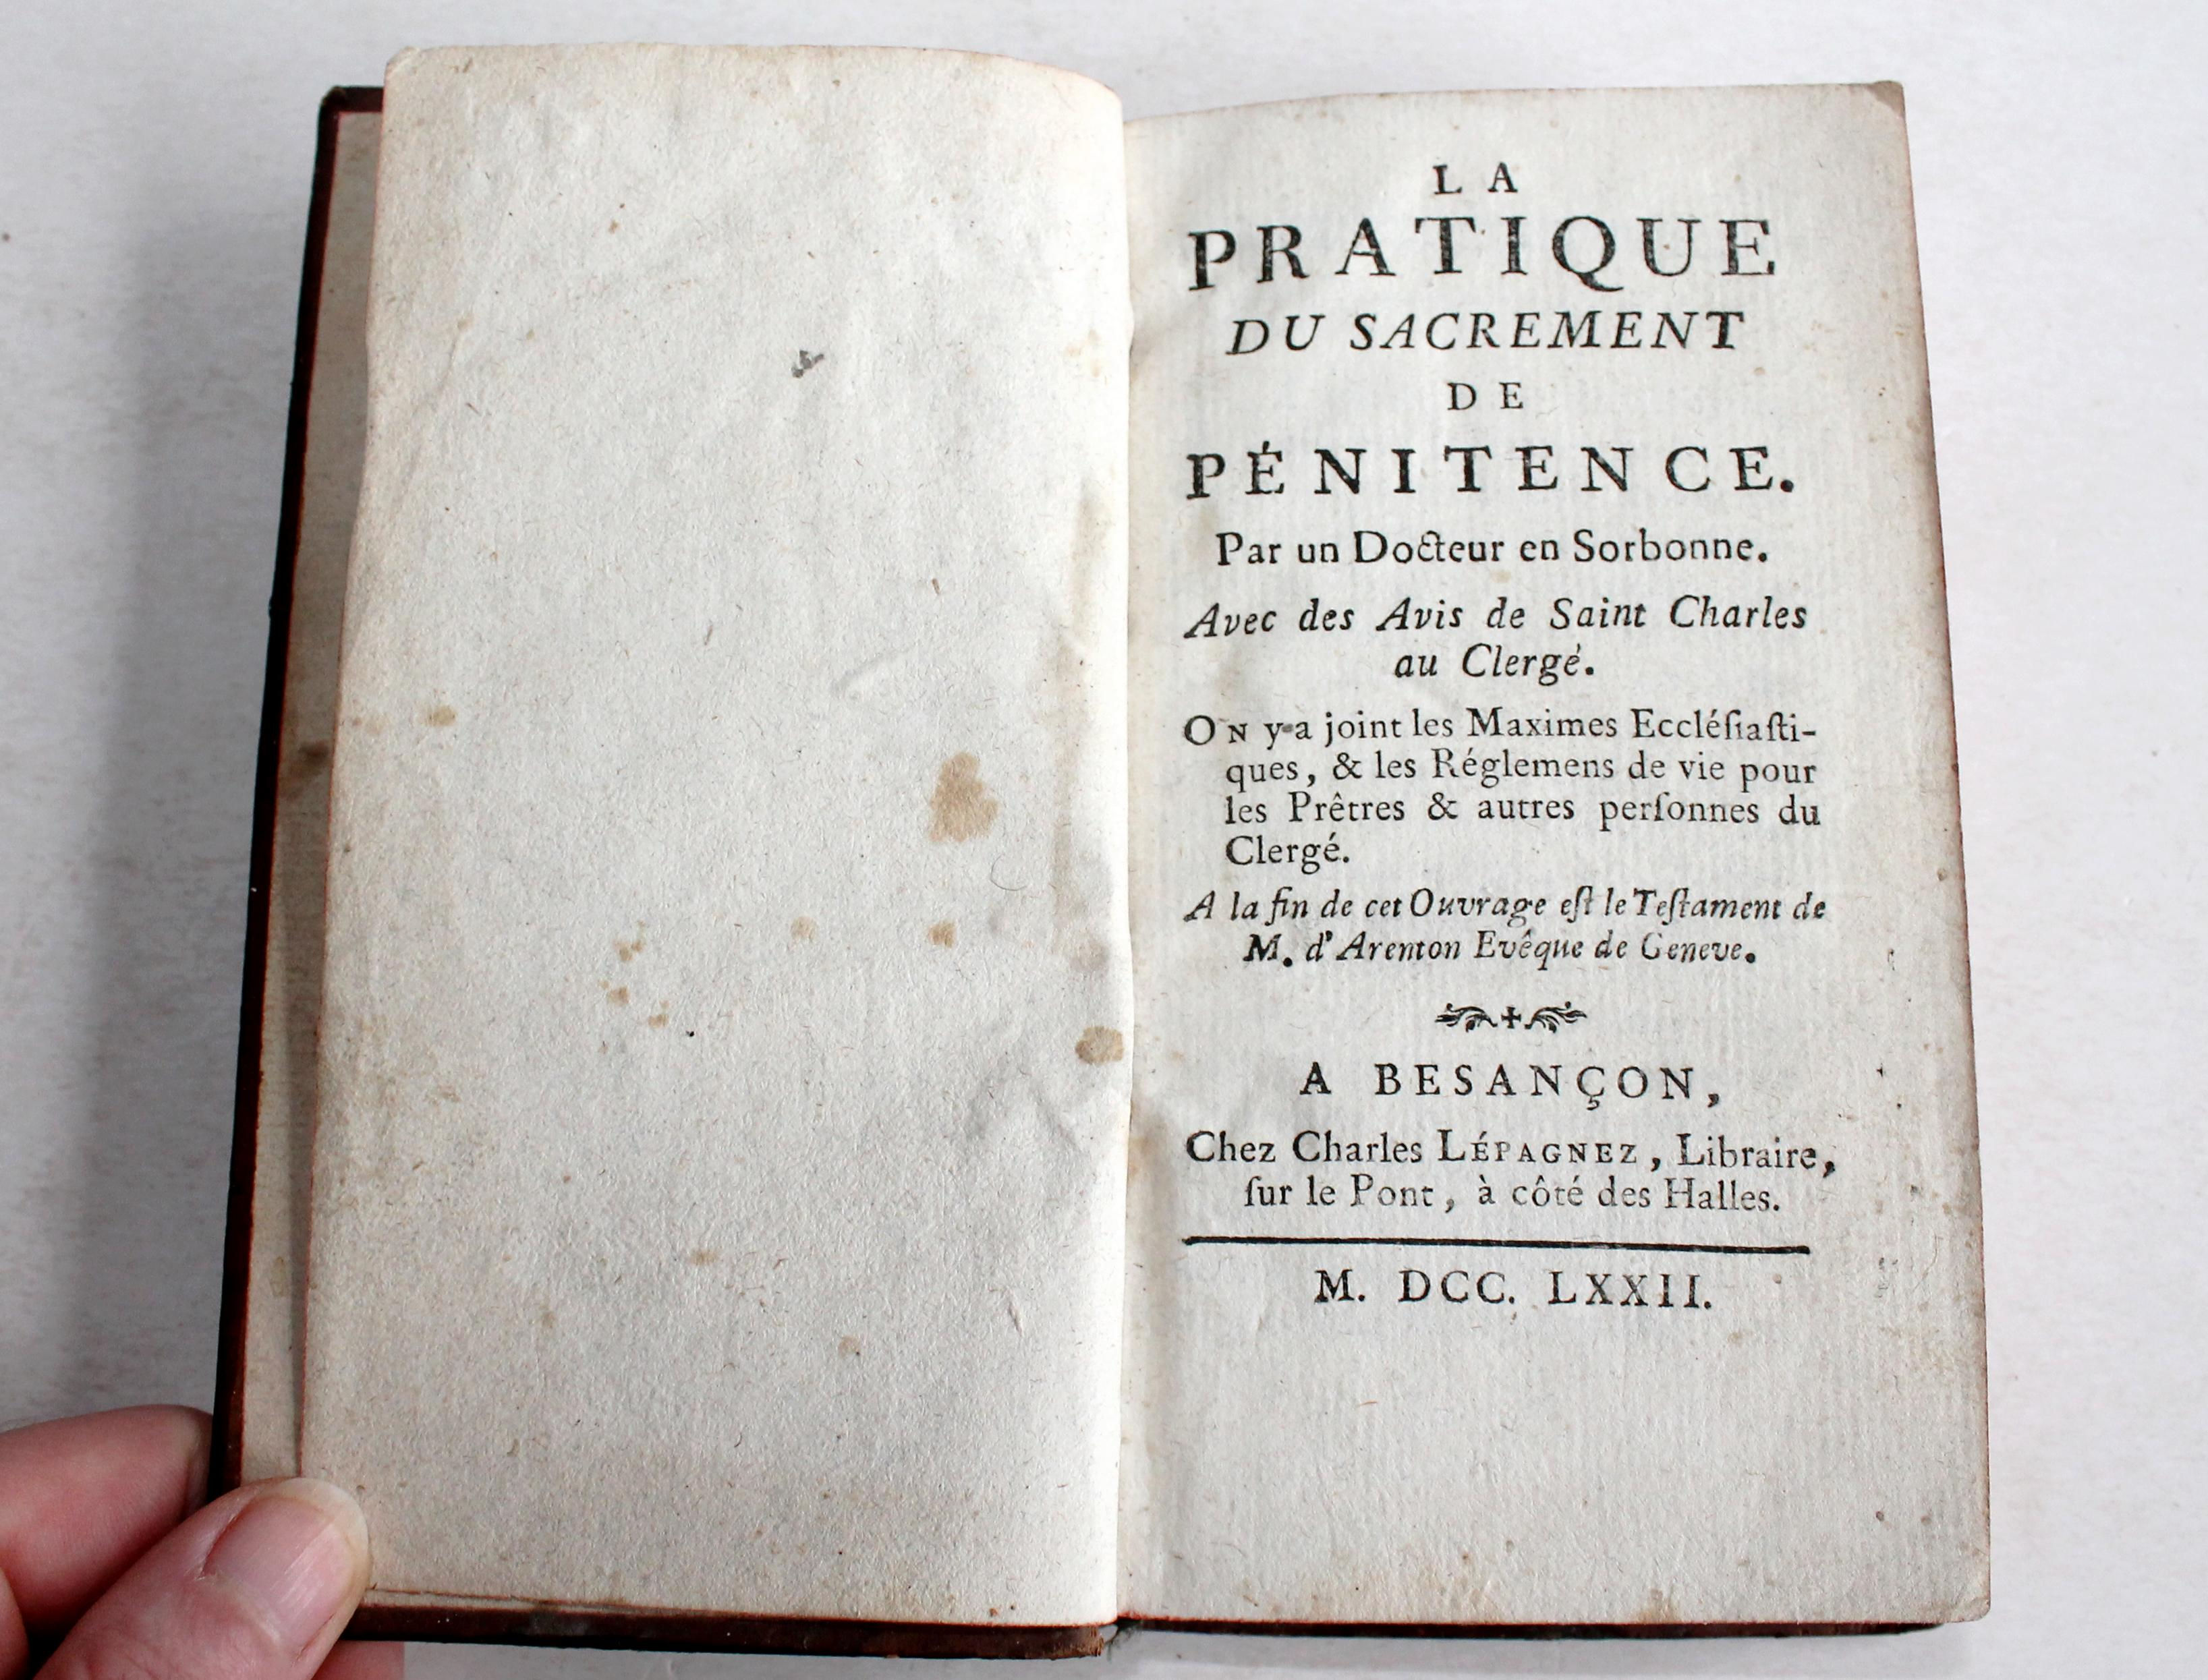 LA
PRATIQUE
DU SACREMENT
DE
PÉNITENCE.
Par un Docteur en Sorbonne.
Avec des Avis de Saint Charles
au Clergé.
ON y a joint les Maximes Eccléſiaſti-
ques, & les Réglemens de vie pour
les Prêtres & autres perſonnes du
Clergé.
A la fin de cet Ouvrage eſt le Teſtament de
M. d'Arenton Evêque de Geneve.
A BESANÇON,
Chez Charles LÉPAGNEZ, Libraire,
ſur le Pont, à côté des Halles.
M. DCC. LXXII.